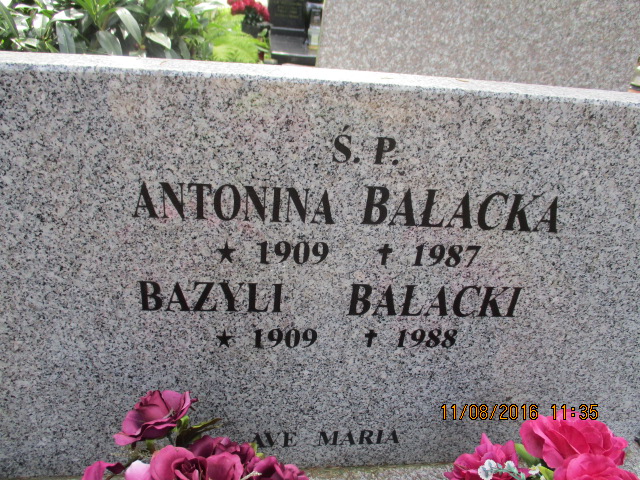 Ś. P.
ANTONINA BAŁACKA
★ 1909 ✝ 1987
BAZYLI BAŁACKI
★ 1909 ✝ 1988
AVE MARIA
11/08/2016 11:35